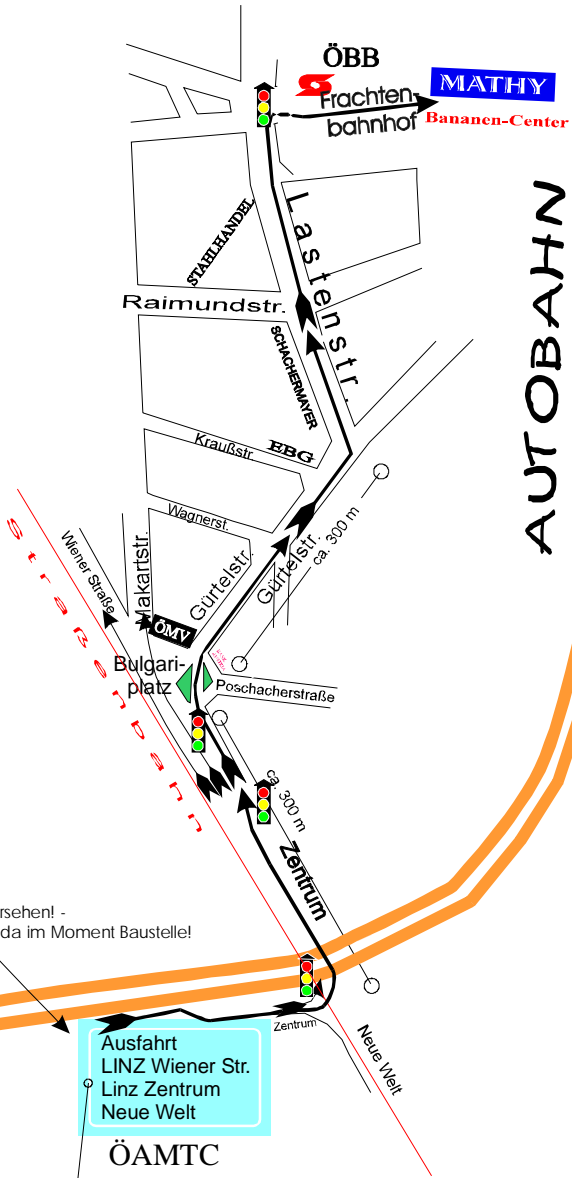 ÖBB
MATHY
Frachten-
bahnhof
Bananen-Center
AUTOBAHN
STAHLHANDEL
Lastenstr.
Raimundstr.
SCHACHERMAYER
EBG
Kraußstr.
Wagnerst.
Gürtelstr.
Gürtelstr.
ca. 300 m
Straßenbahn
Wiener Straße
Makartstr.
ÖMV
Bulgari-
platz
Poschacherstraße
ca. 300 m
Zentrum
rsehen! -
da im Moment Baustelle!
Zentrum
Neue Welt
Ausfahrt
LINZ Wiener Str.
Linz Zentrum
Neue Welt
ÖAMTC